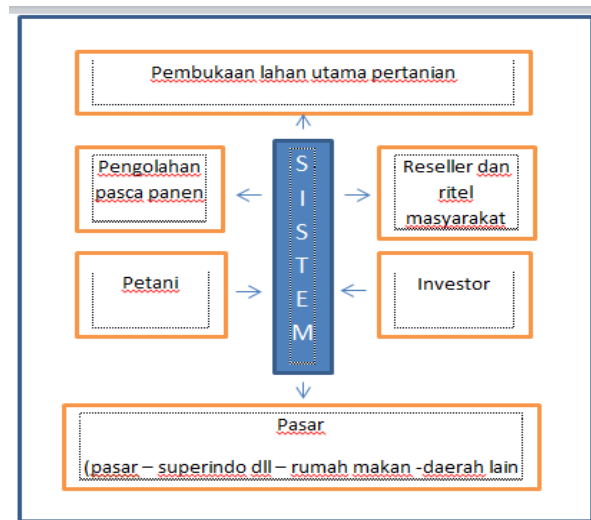 Pembukaan lahan utama pertanian
Pengolahan
pasca panen
S
I
S
T
E
M
Reseller dan
ritel
masyarakat
Petani
Investor
Pasar
(pasar – superindo dll – rumah makan -daerah lain